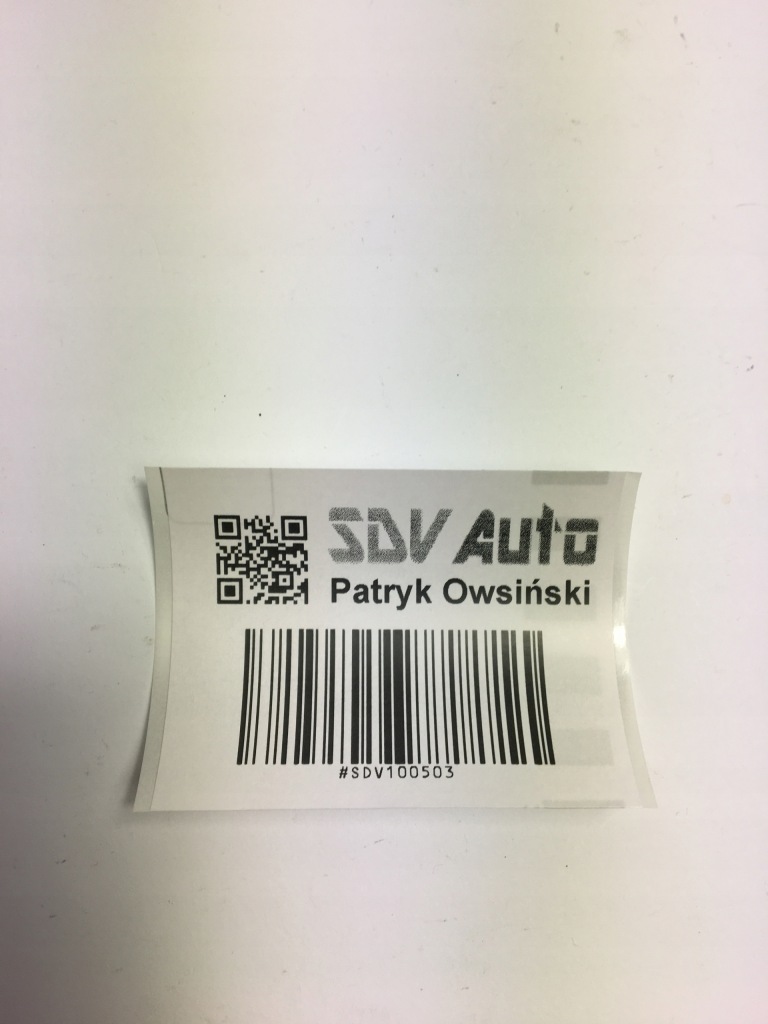 SDV Auto
Patryk Owsiński
#SDV100503